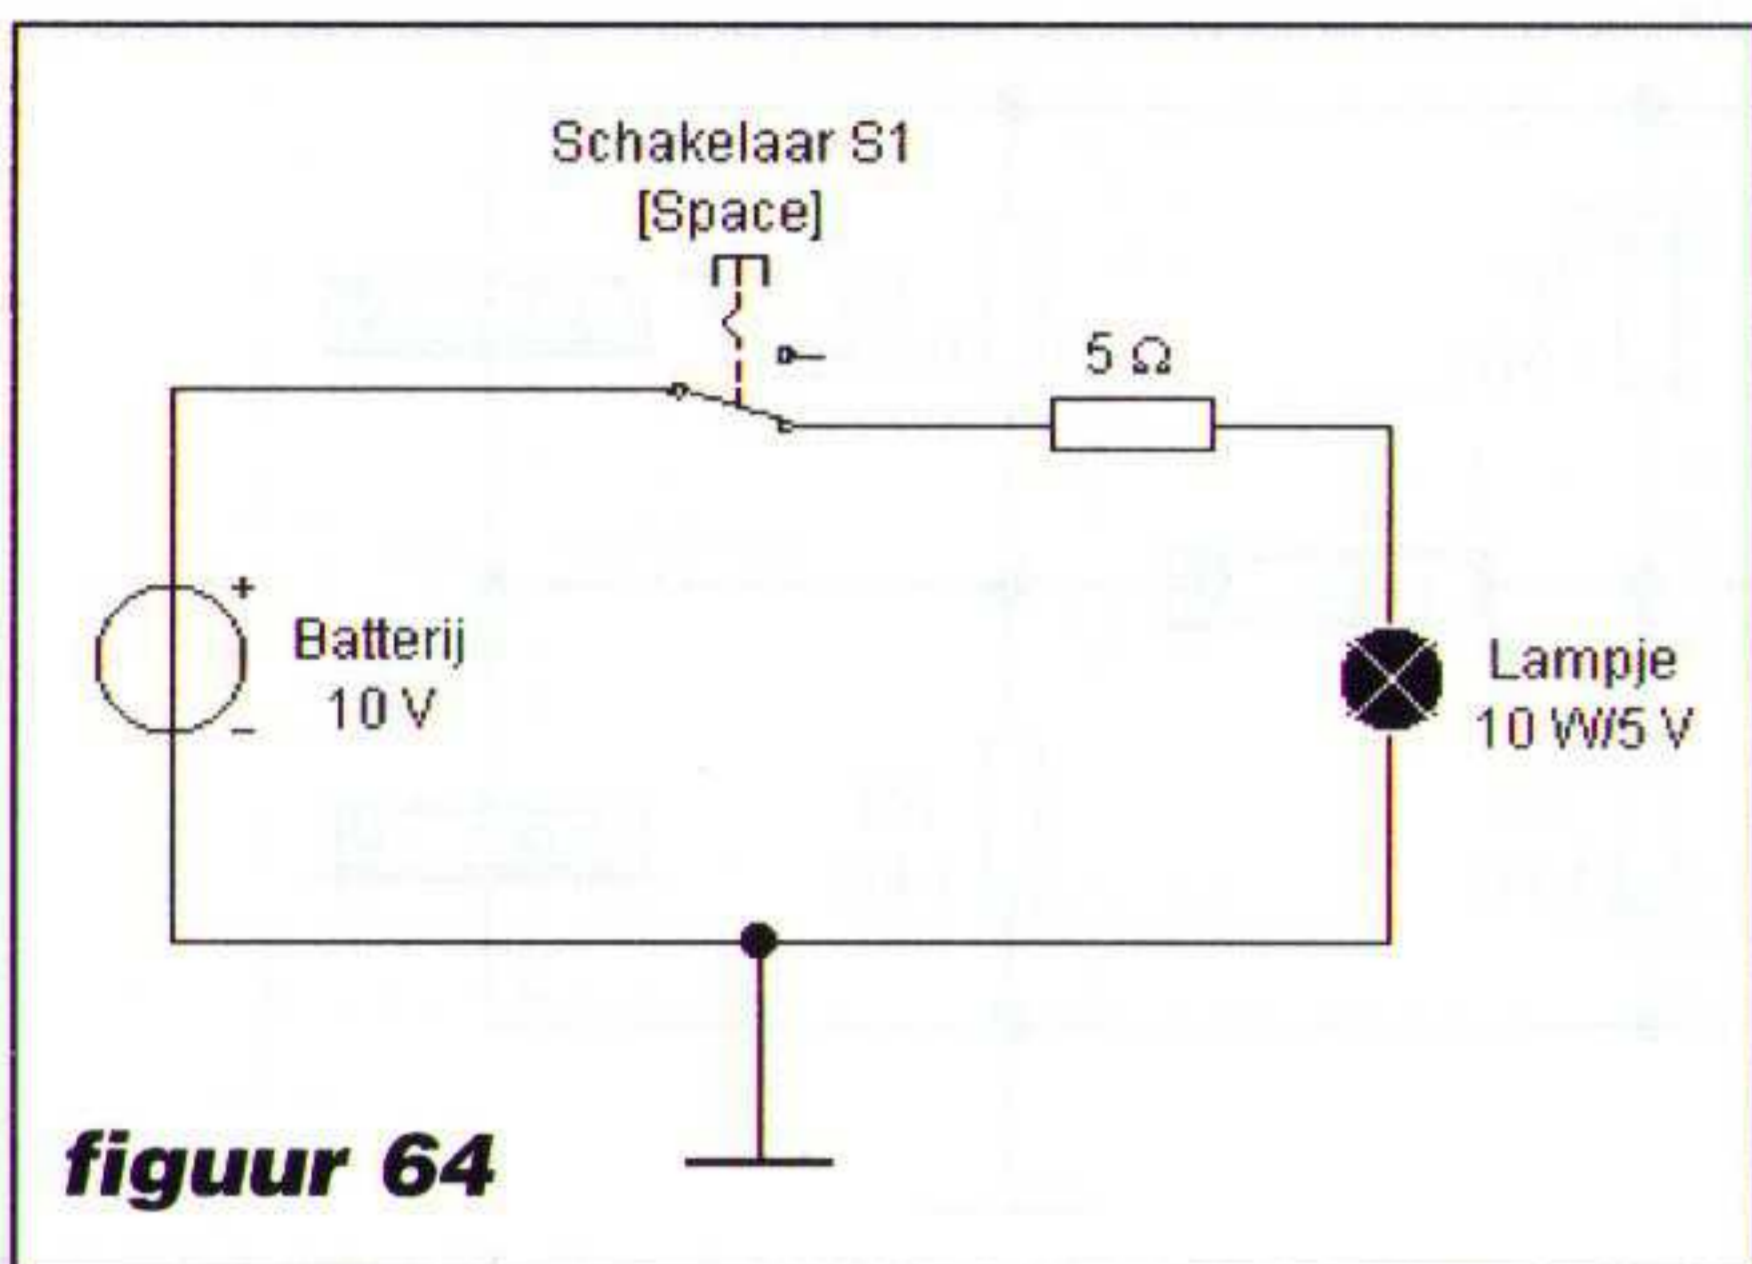 Schakelaar S1
[Space]
5 Ω
+
Batterij
10 V
−
Lampje
10 W/5 V
figuur 64